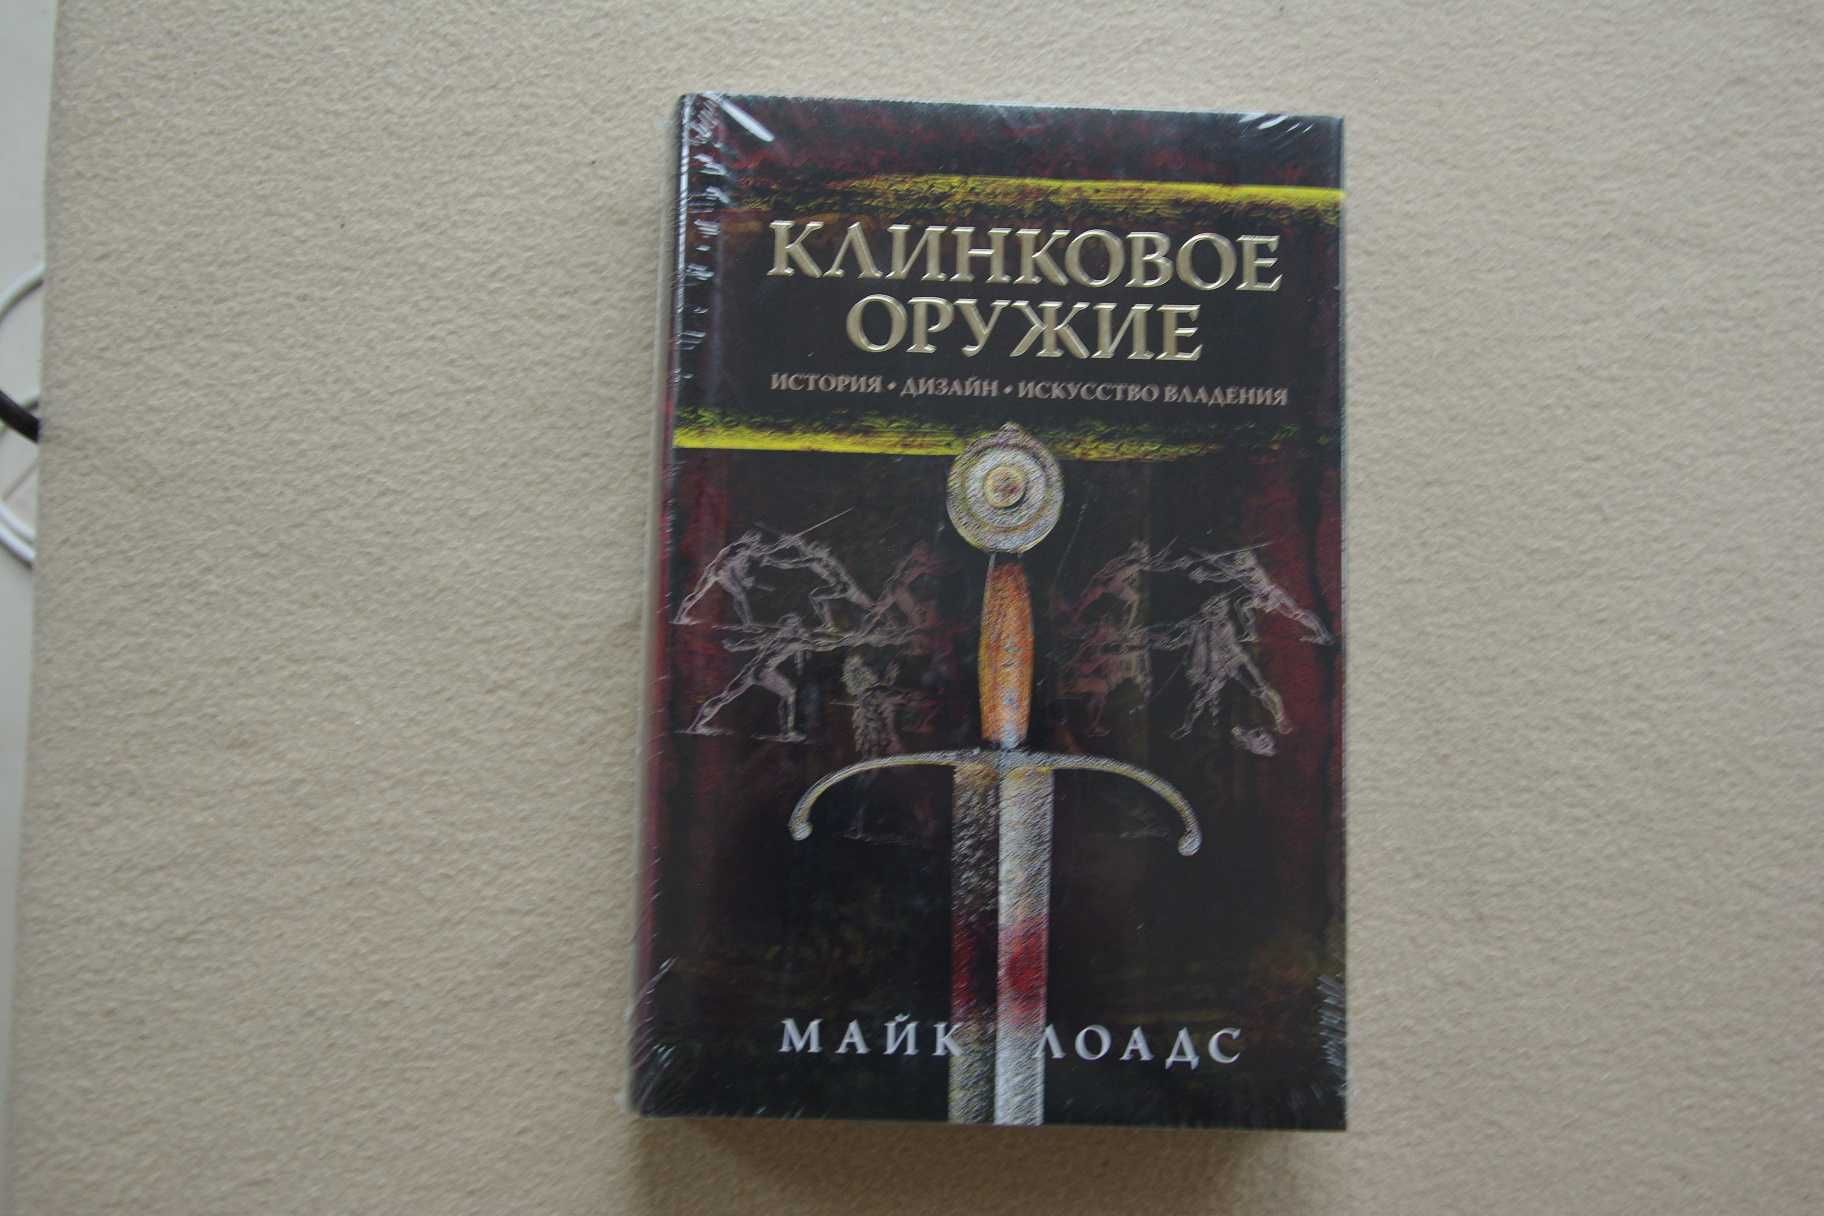 КЛИНКОВОЕ
ОРУЖИЕ
ИСТОРИЯ • ДИЗАЙН • ИСКУССТВО ВЛАДЕНИЯ
МАЙК ЛОАДС